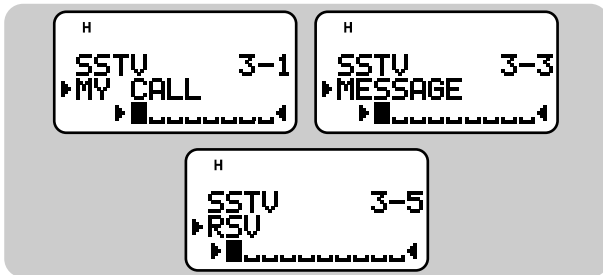 H
SSTV 3-1
MY CALL
H
SSTV 3-3
MESSAGE
H
SSTV 3-5
RSV